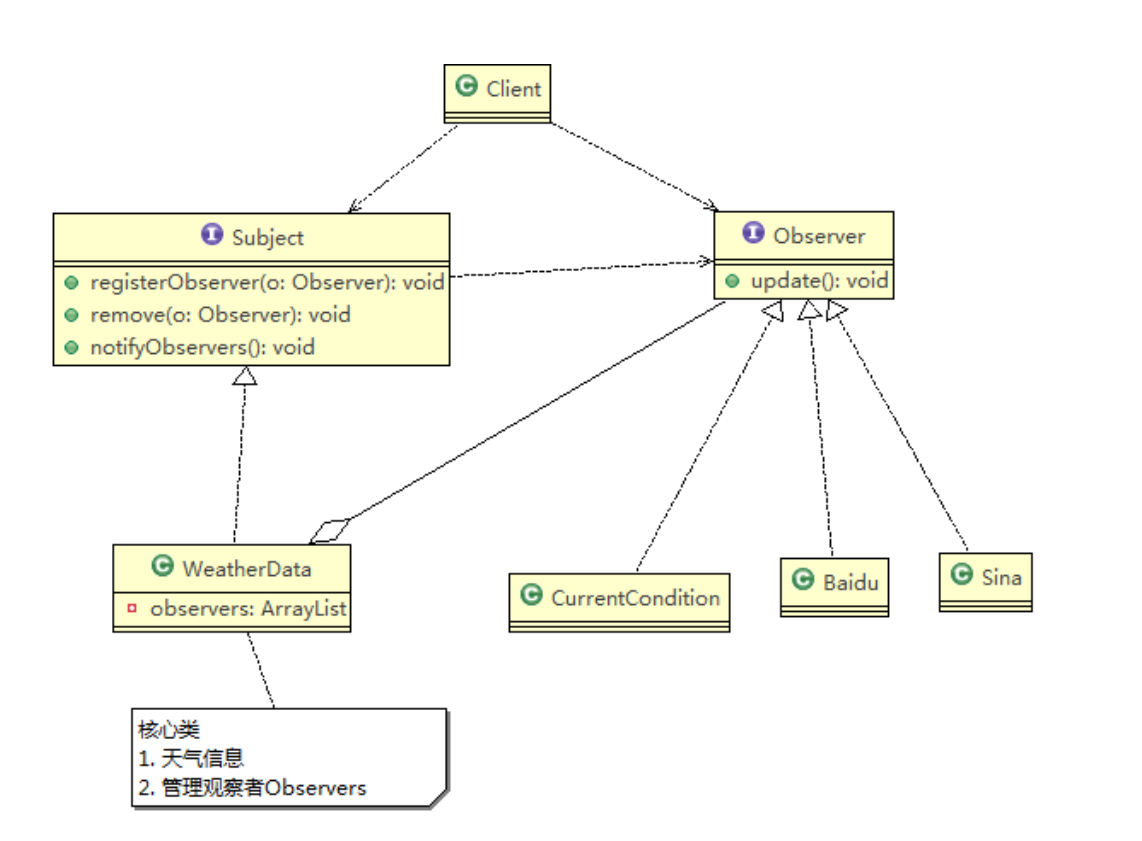 Client
Subject
registerObserver(o: Observer): void
remove(o: Observer): void
notifyObservers(): void
Observer
update(): void
WeatherData
observers: ArrayList
CurrentCondition
Baidu
Sina
核心类
1. 天气信息
2. 管理观察者Observers